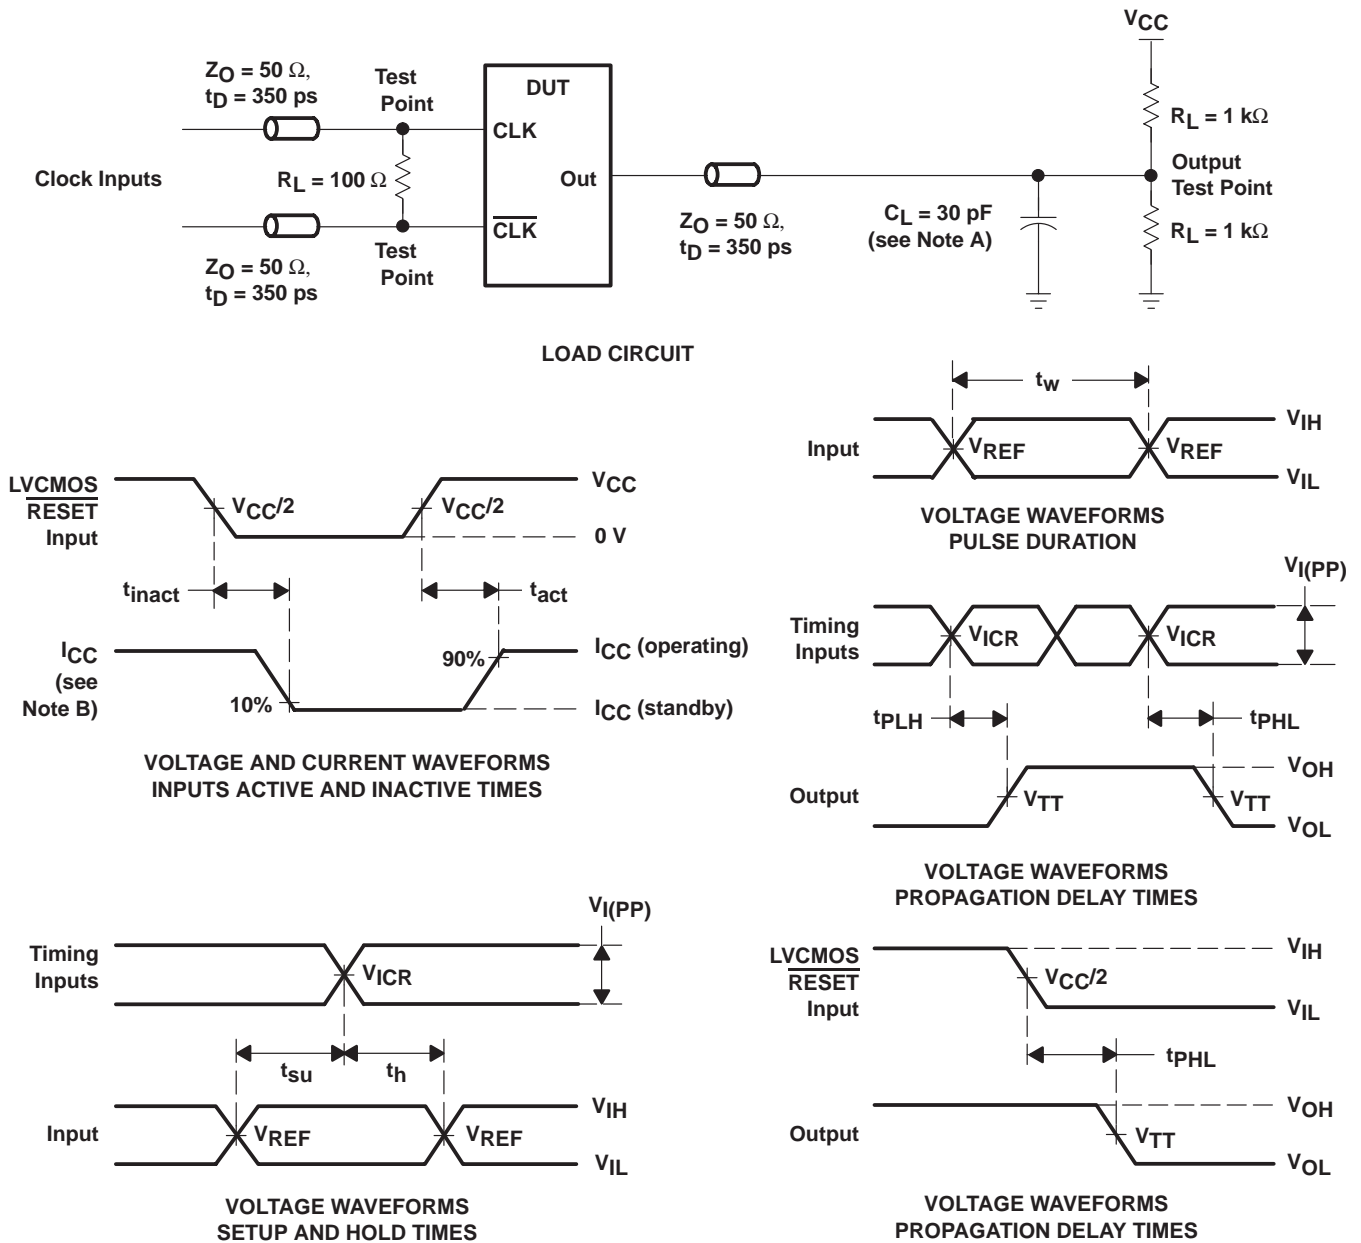 VCC
ZO = 50 Ω,
tD = 350 ps
Test
Point
DUT
CLK
RL = 1 kΩ
Clock Inputs
RL = 100 Ω
Out
Output
Test Point
CLK
ZO = 50 Ω,
tD = 350 ps
CL = 30 pF
(see Note A)
RL = 1 kΩ
Test
Point
ZO = 50 Ω,
tD = 350 ps
LOAD CIRCUIT
LVCMOS
RESET
Input
VCC/2
VCC/2
VCC
0 V
tinact
tact
ICC
(see
Note B)
10%
90%
ICC (operating)
ICC (standby)
VOLTAGE AND CURRENT WAVEFORMS
INPUTS ACTIVE AND INACTIVE TIMES
tw
Input
VREF
VREF
VIH
VIL
VOLTAGE WAVEFORMS
PULSE DURATION
VI(PP)
Timing
Inputs
VICR
VICR
tPLH
tPHL
Output
VTT
VTT
VOH
VOL
VOLTAGE WAVEFORMS
PROPAGATION DELAY TIMES
VI(PP)
Timing
Inputs
VICR
tsu
th
Input
VREF
VREF
VIH
VIL
VOLTAGE WAVEFORMS
SETUP AND HOLD TIMES
LVCMOS
RESET
Input
VCC/2
VIH
VIL
tPHL
Output
VTT
VOH
VOL
VOLTAGE WAVEFORMS
PROPAGATION DELAY TIMES